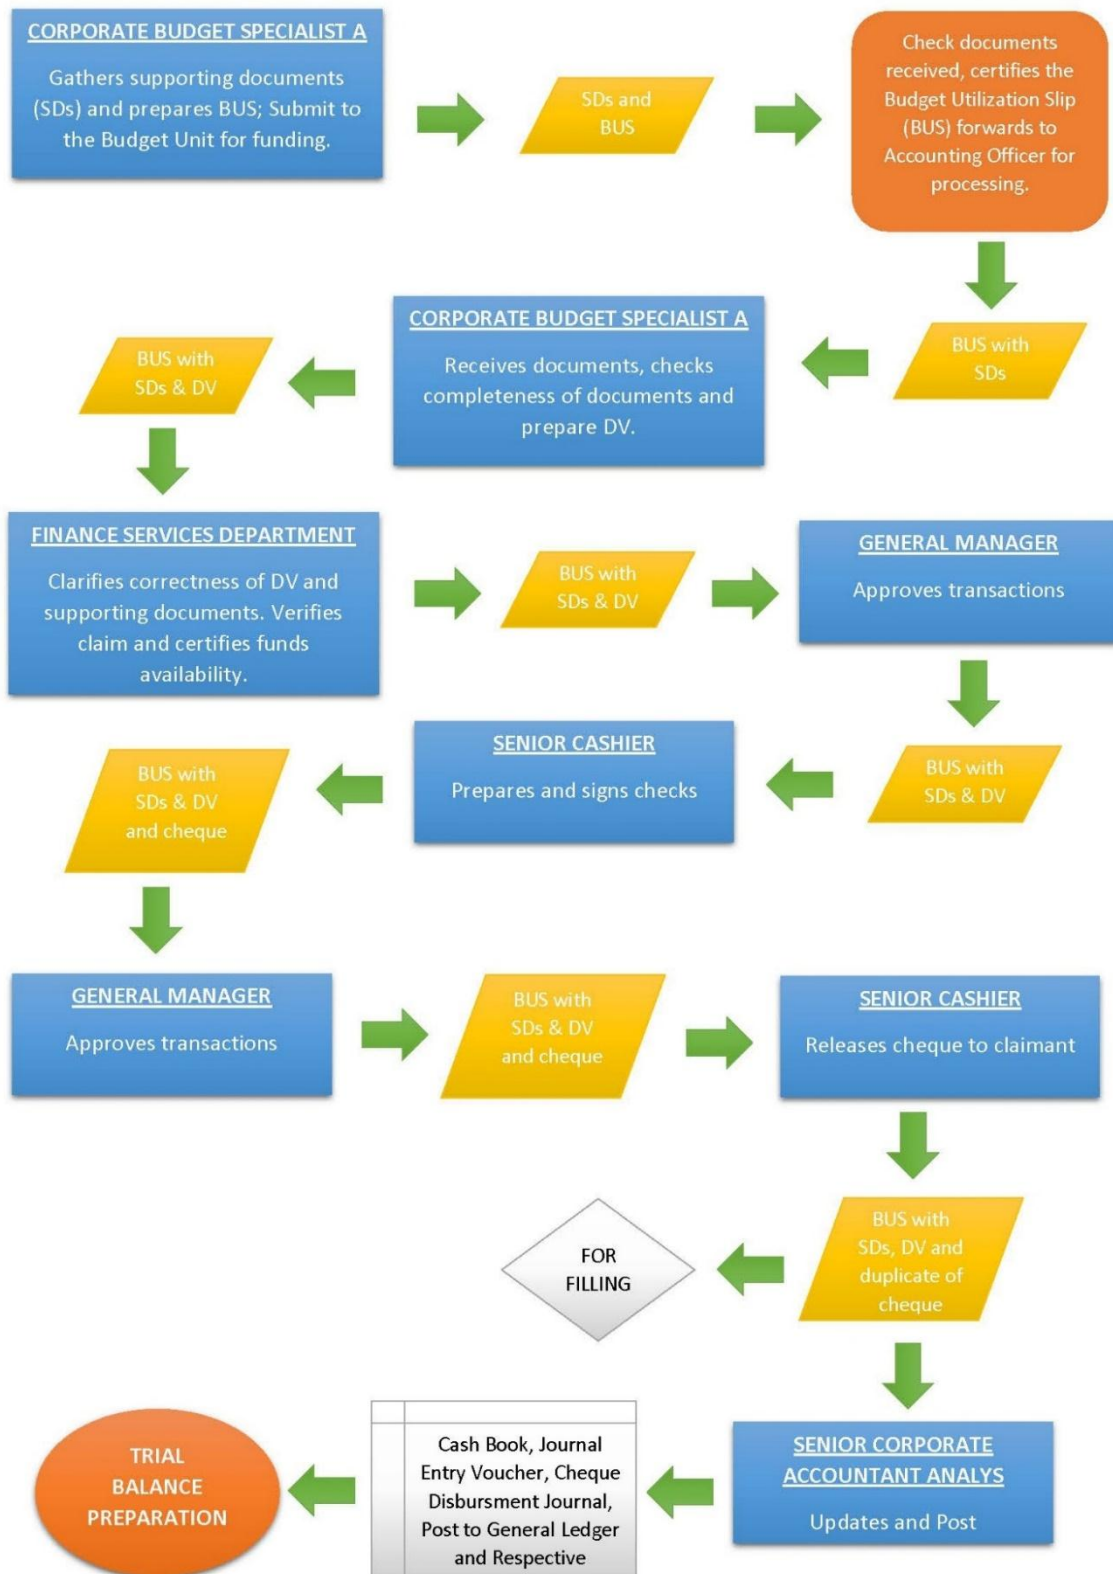 CORPORATE BUDGET SPECIALIST A
Gathers supporting documents
(SDs) and prepares BUS; Submit to
the Budget Unit for funding.
SDs and
BUS
Check documents
received, certifies the
Budget Utilization Slip
(BUS) forwards to
Accounting Officer for
processing.
BUS with
SDs
CORPORATE BUDGET SPECIALIST A
Receives documents, checks
completeness of documents and
prepare DV.
BUS with
SDs & DV
FINANCE SERVICES DEPARTMENT
Clarifies correctness of DV and
supporting documents. Verifies
claim and certifies funds
availability.
BUS with
SDs & DV
GENERAL MANAGER
Approves transactions
BUS with
SDs & DV
SENIOR CASHIER
Prepares and signs checks
BUS with
SDs & DV
and cheque
GENERAL MANAGER
Approves transactions
BUS with
SDs & DV
and cheque
SENIOR CASHIER
Releases cheque to claimant
BUS with
SDs, DV and
duplicate of
cheque
FOR
FILLING
SENIOR CORPORATE
ACCOUNTANT ANALYS
Updates and Post
Cash Book, Journal
Entry Voucher, Cheque
Disbursment Journal,
Post to General Ledger
and Respective
TRIAL
BALANCE
PREPARATION